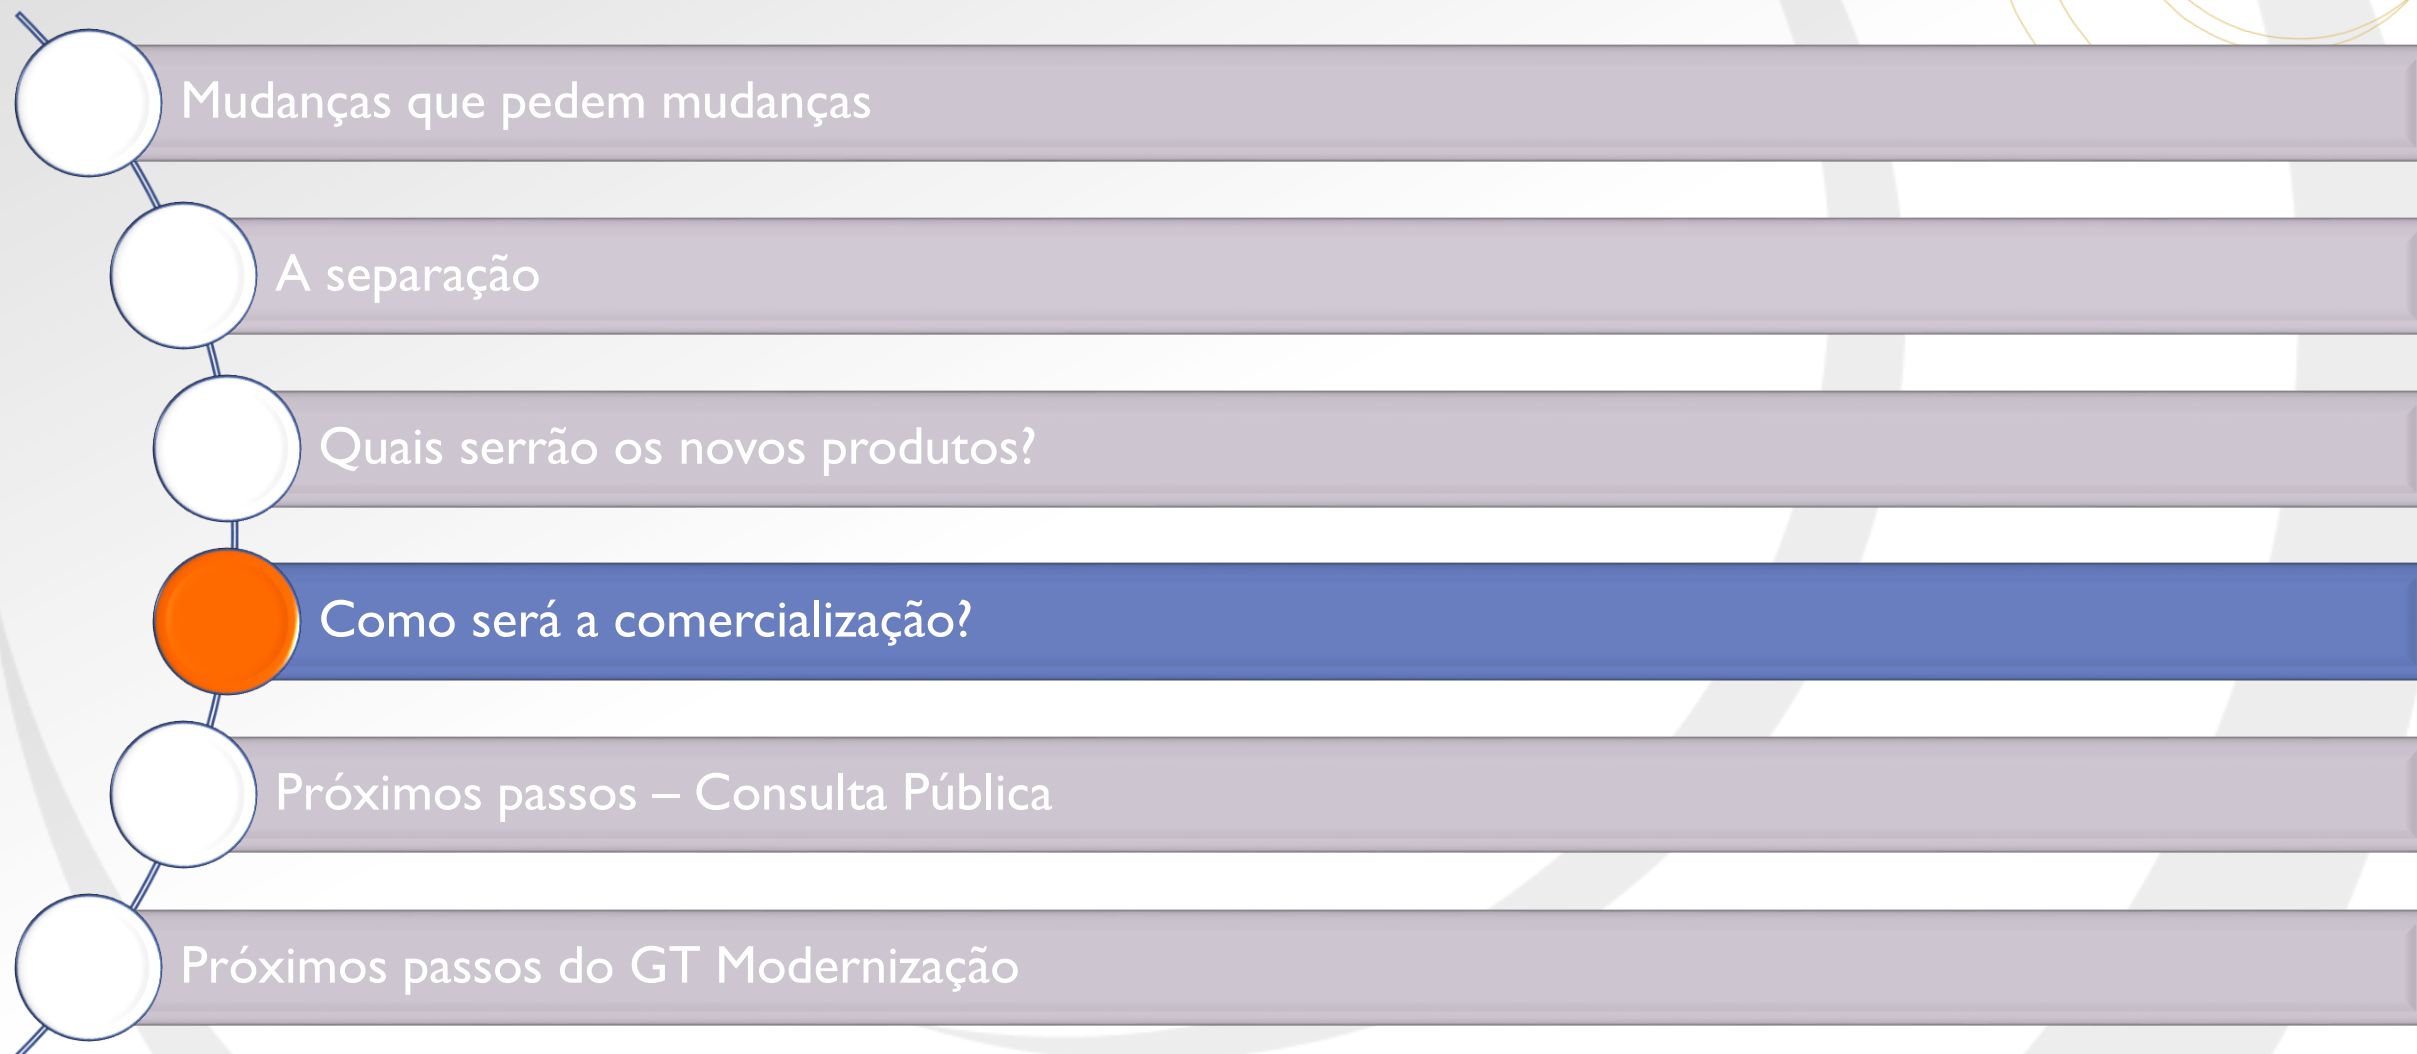 Mudanças que pedem mudanças
A separação
Quais serrão os novos produtos?
Como será a comercialização?
Próximos passos – Consulta Pública
Próximos passos do GT Modernização